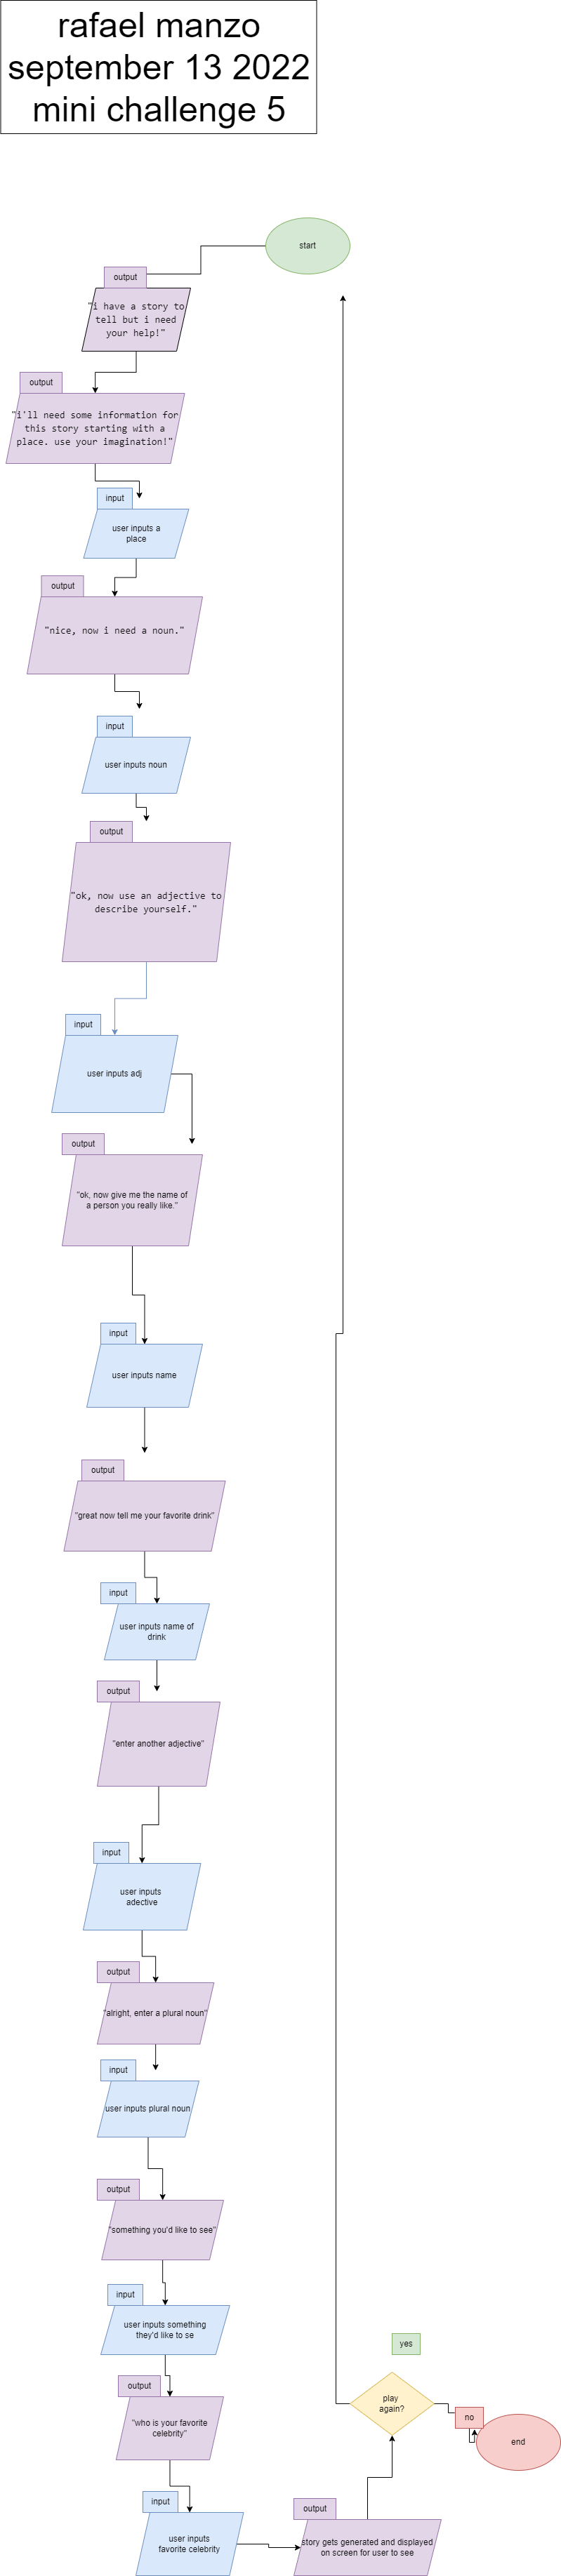 rafael manzo
september 13 2022
mini challenge 5
start
output
"i have a story to
tell but i need
your help!"
output
"i'll need some information for
this story starting with a
place. use your imagination!"
input
user inputs a
place
output
"nice, now i need a noun."
input
user inputs noun
output
"ok, now use an adjective to
describe yourself."
input
user inputs adj
output
"ok, now give me the name of
a person you really like."
input
user inputs name
output
"great now tell me your favorite drink"
input
user inputs name of
drink
output
"enter another adjective"
input
user inputs
adective
output
"alright, enter a plural noun"
input
user inputs plural noun
output
"something you'd like to see"
input
user inputs something
they'd like to se
output
"who is your favorite
celebrity"
input
user inputs
favorite celebrity
output
story gets generated and displayed
on screen for user to see
play
again?
yes
no
end